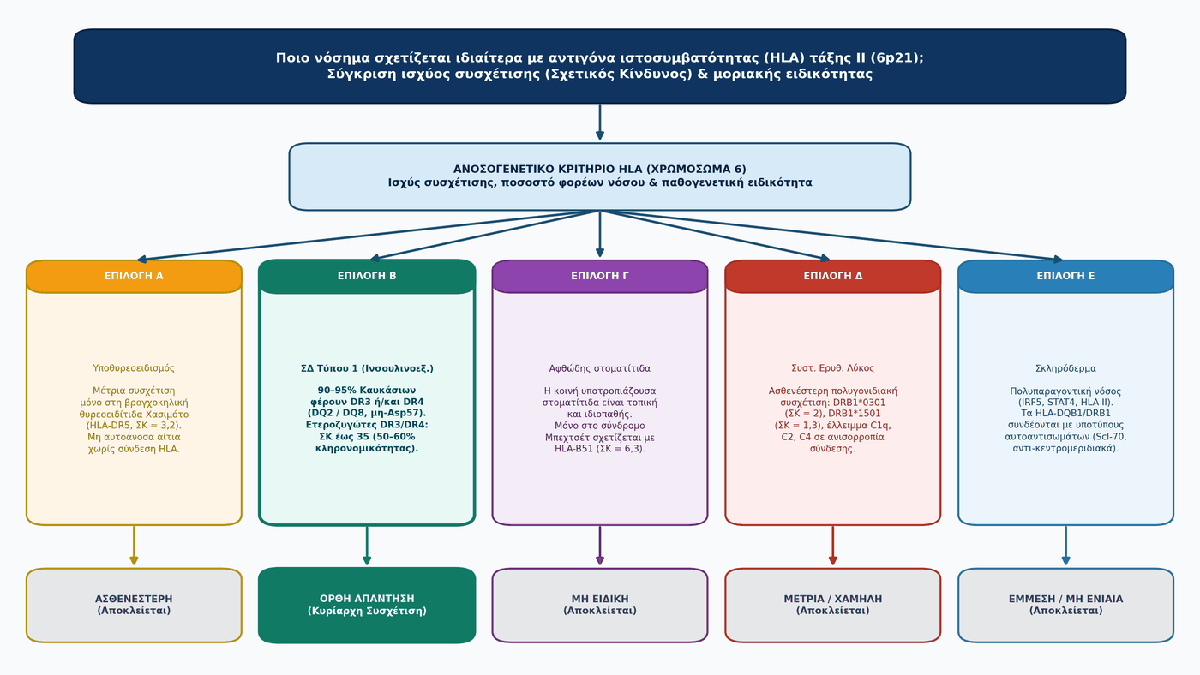 Ποιο νόσημα σχετίζεται ιδιαίτερα με αντιγόνα ιστοσυμβατότητας (HLA) τάξης II (6p21);
Σύγκριση ισχύος συσχέτισης (Σχετικός Κίνδυνος) & μοριακής ειδικότητας
ΑΝΟΣΟΓΕΝΕΤΙΚΟ ΚΡΙΤΗΡΙΟ HLA (ΧΡΩΜΟΣΩΜΑ 6)
Ισχύς συσχέτισης, ποσοστό φορέων νόσου & παθογενετική ειδικότητα
ΕΠΙΛΟΓΗ Α
Υποθυρεοειδισμός
Μέτρια συσχέτιση
μόνο στη βρογχοκηλική
θυρεοειδίτιδα Χασιμότο
(HLA-DR5, ΣΚ = 3,2).
Μη αυτοάνοσα αίτια
χωρίς σύνδεση HLA.
ΑΣΘΕΝΕΣΤΕΡΗ
(Αποκλείεται)
ΕΠΙΛΟΓΗ Β
ΣΔ Τύπου 1 (Ινσουλινοεξ.)
90–95% Καυκάσιων
φέρουν DR3 ή/και DR4
(DQ2 / DQ8, μη-Asp57).
Ετεροζυγώτες DR3/DR4:
ΣΚ έως 35 (50–60%
κληρονομικότητας).
ΟΡΘΗ ΑΠΑΝΤΗΣΗ
(Κυρίαρχη Συσχέτιση)
ΕΠΙΛΟΓΗ Γ
Αφθώδης στοματίτιδα
Η κοινή υποτροπιάζουσα
στοματίτιδα είναι τοπική
και ιδιοπαθής.
Μόνο στο σύνδρομο
Μπεχτσέτ σχετίζεται με
HLA-B51 (ΣΚ = 6,3).
ΜΗ ΕΙΔΙΚΗ
(Αποκλείεται)
ΕΠΙΛΟΓΗ Δ
Συστ. Ερυθ. Λύκος
Ασθενέστερη πολυγονιδιακή
συσχέτιση: DRB1*0301
(ΣΚ = 2), DRB1*1501
(ΣΚ = 1,3), έλλειμμα C1q,
C2, C4 σε ανισορροπία
σύνδεσης.
ΜΕΤΡΙΑ / ΧΑΜΗΛΗ
(Αποκλείεται)
ΕΠΙΛΟΓΗ Ε
Σκληρόδερμα
Πολυπαραγοντική νόσος
(IRF5, STAT4, HLA II).
Τα HLA-DQB1/DRB1
συνδέονται με υποτύπους
αυτοαντισωμάτων (Scl-70,
αντι-κεντρομεριδιακά).
ΕΜΜΕΣΗ / ΜΗ ΕΝΙΑΙΑ
(Αποκλείεται)